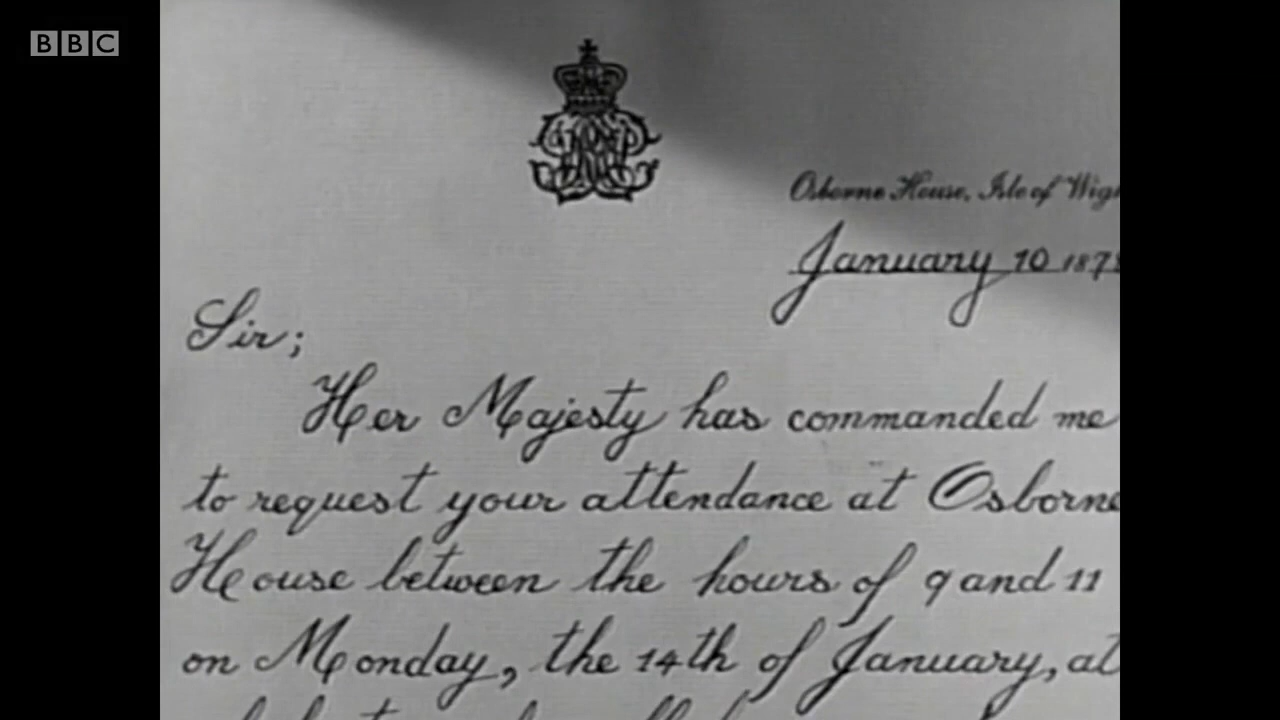 BBC
Osborne House, Isle of
January 10
Sir;
Her Majesty has commanded me
to request your attendance at Osborne
House between the hours of 9 and 11
on Monday, the 14th of January, at